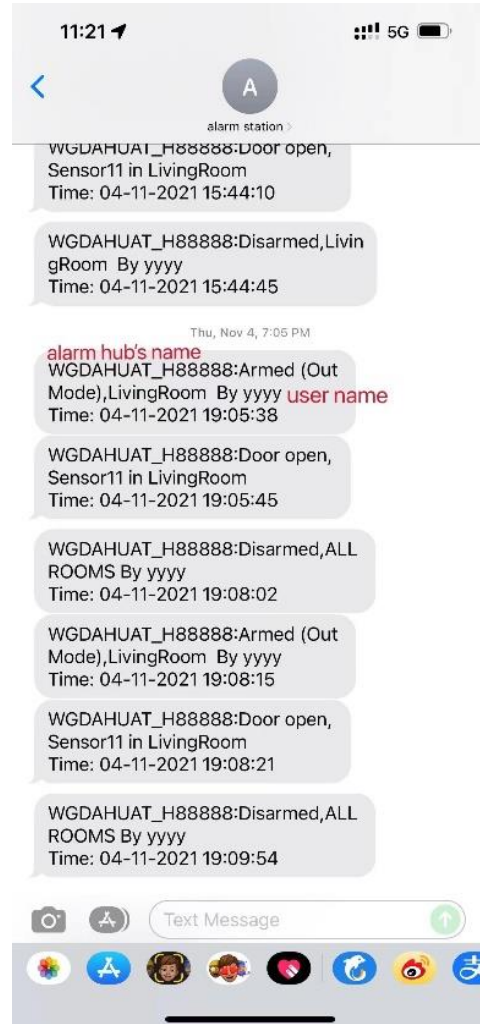 11:21
5G
A
alarm station
WGDAHUAT_H88888:Door open,
Sensor11 in LivingRoom
Time: 04-11-2021 15:44:10
WGDAHUAT_H88888:Disarmed,Livin
gRoom By yyyy
Time: 04-11-2021 15:44:45
Thu, Nov 4, 7:05 PM
alarm hub's name
WGDAHUAT_H88888:Armed (Out
Mode),LivingRoom By yyyy user name
Time: 04-11-2021 19:05:38
WGDAHUAT_H88888:Door open,
Sensor11 in LivingRoom
Time: 04-11-2021 19:05:45
WGDAHUAT_H88888:Disarmed,ALL
ROOMS By yyyy
Time: 04-11-2021 19:08:02
WGDAHUAT_H88888:Armed (Out
Mode),LivingRoom By yyyy
Time: 04-11-2021 19:08:15
WGDAHUAT_H88888:Door open,
Sensor11 in LivingRoom
Time: 04-11-2021 19:08:21
WGDAHUAT_H88888:Disarmed,ALL
ROOMS By yyyy
Time: 04-11-2021 19:09:54
Text Message